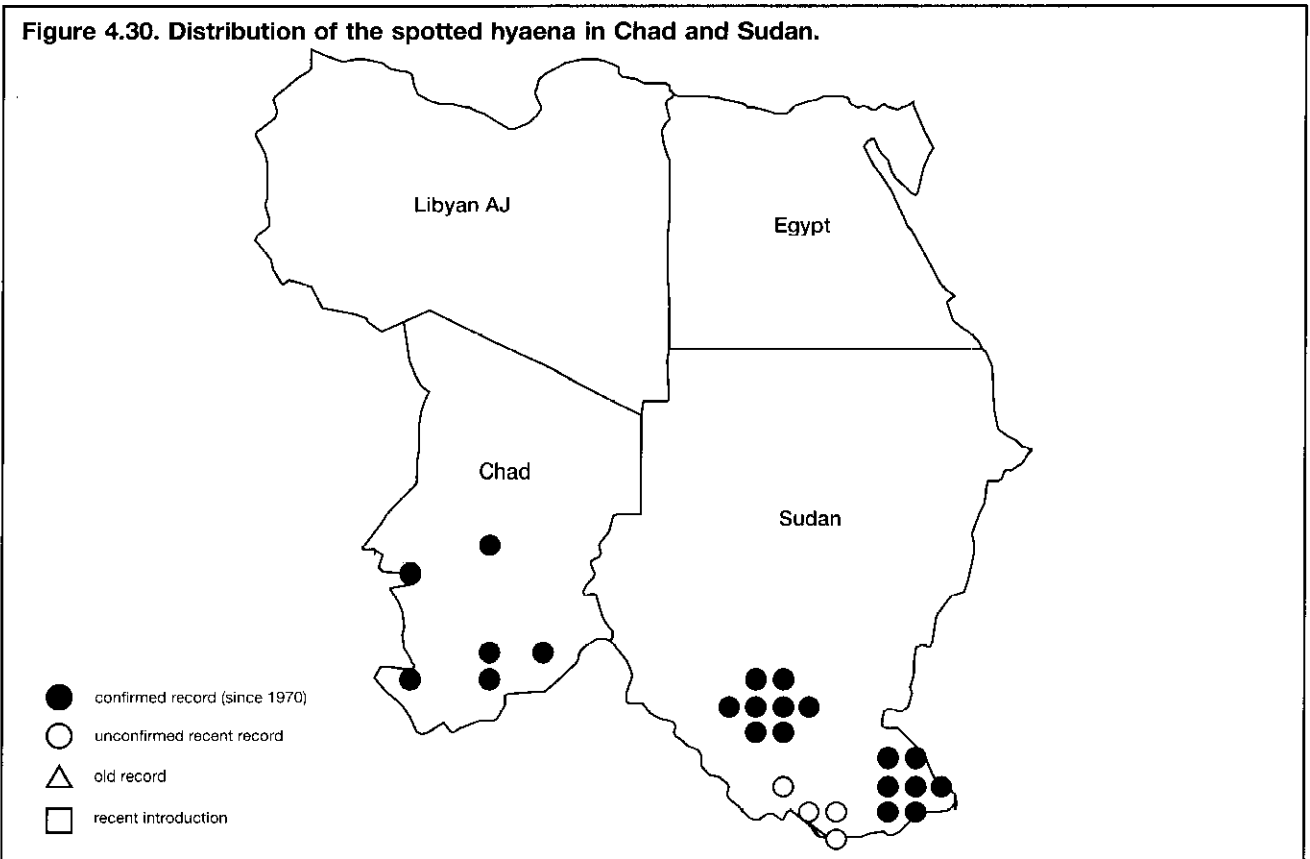 Figure 4.30. Distribution of the spotted hyaena in Chad and Sudan.
Libyan AJ
Egypt
Chad
Sudan
confirmed record (since 1970)
unconfirmed recent record
old record
recent introduction